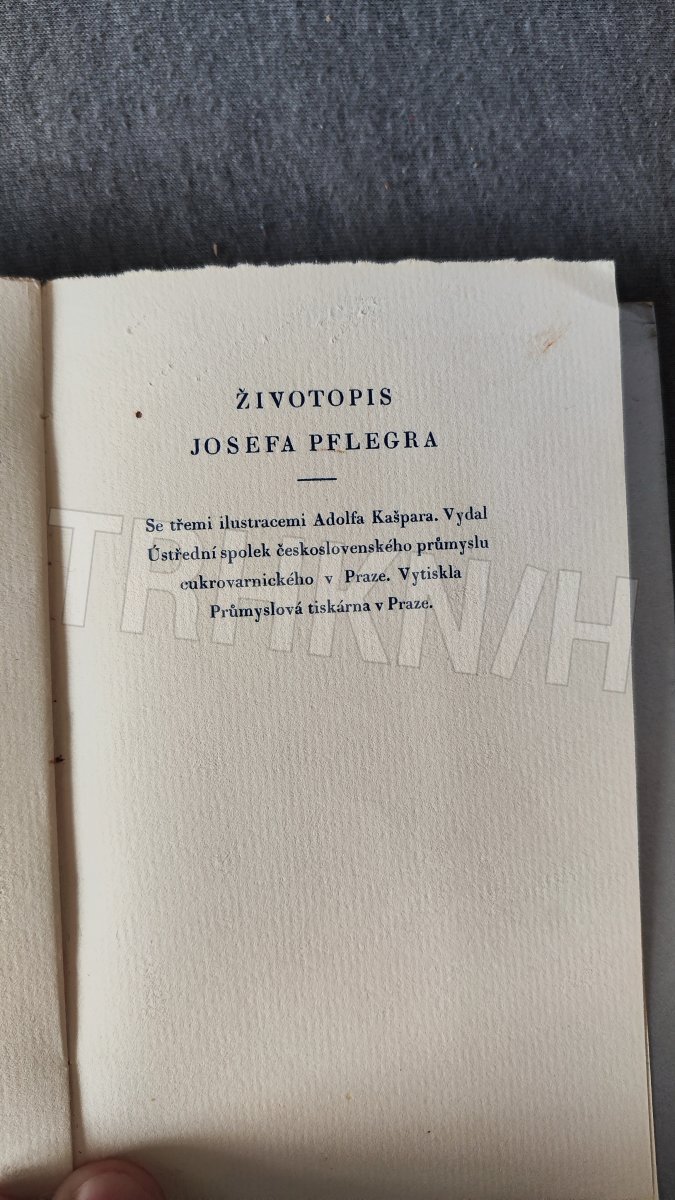 ŽIVOTOPIS
JOSEFA PFLEGRA
Se třemi ilustracemi Adolfa Kašpara. Vydal
Ústřední spolek československého průmyslu
cukrovarnického v Praze. Vytiskla
Průmyslová tiskárna v Praze.
TRHKN/H